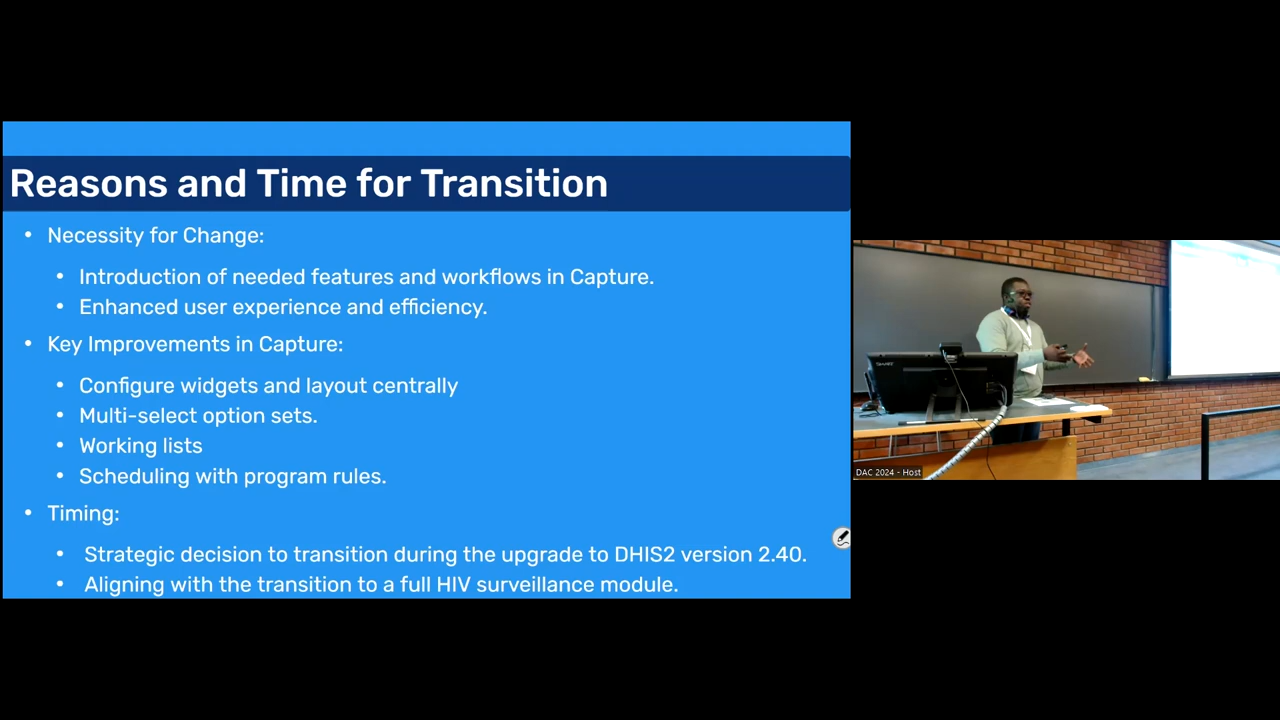 Reasons and Time for Transition
• Necessity for Change:
• Introduction of needed features and workflows in Capture.
• Enhanced user experience and efficiency.
• Key Improvements in Capture:
• Configure widgets and layout centrally
• Multi-select option sets.
• Working lists
• Scheduling with program rules.
• Timing:
• Strategic decision to transition during the upgrade to DHIS2 version 2.40.
• Aligning with the transition to a full HIV surveillance module.
DAC 2024 - Host